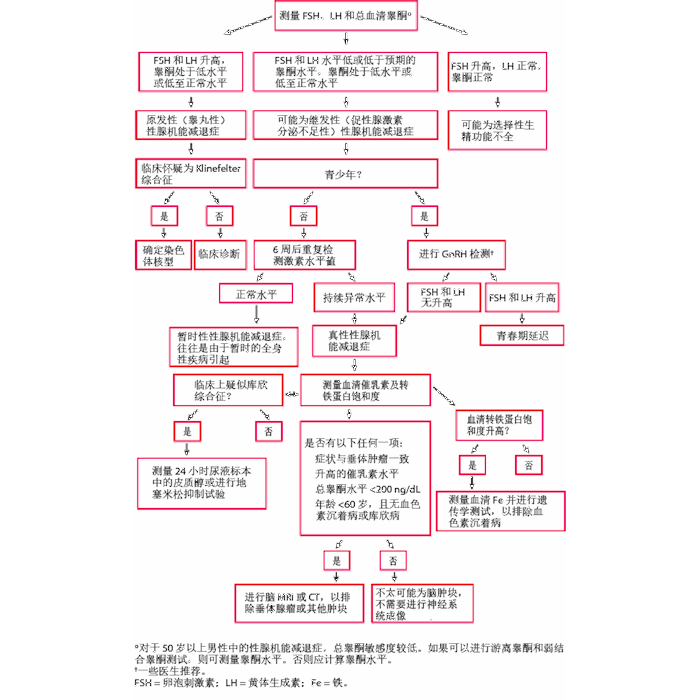 测量 FSH、LH 和总血清睾酮°
FSH 和 LH 升高，
睾酮处于低水平
或低至正常水平
FSH 和 LH 水平低或低于预期的
睾酮水平。睾酮处于低水平或
低至正常水平
FSH 升高，LH 正常，
睾酮正常
原发性（睾丸性）
性腺机能减退症
可能为继发性（促性腺激素
分泌不足性）性腺机能减退症
可能为选择性生
精功能不全
临床怀疑为 Klinefelter
综合征
青少年？
是
否
否
是
确定染色
体核型
临床诊断
6 周后重复检
测激素水平值
进行 GnRH 检测†
正常水平
持续异常水平
FSH 和 LH
无升高
FSH 和 LH 升高
暂时性性腺机能减退症。
往往是由于暂时的全身
性疾病引起
真性性腺机
能减退症
青春期延迟
临床上疑似库欣
综合征？
测量血清催乳素及转
铁蛋白饱和度
血清转铁蛋白饱
和度升高？
是
否
是否有以下任何一项：
症状与垂体肿瘤一致
升高的催乳素水平
总睾酮水平 <200 ng/dL
年龄 <60 岁，且无血色
素沉着病或库欣病
是
否
测量 24 小时尿液标本
中的皮质醇或进行地
塞米松抑制试验
测量血清 Fe 并进行遗
传学测试，以排除血
色素沉着病
是
否
进行脑 MRI 或 CT，以排
除垂体腺瘤或其他肿块
不太可能为脑肿块，
不需要进行神经系
统成像
°对于 50 岁以上男性中的性腺机能减退症。总睾酮敏感度较低。如果可以进行游离睾酮和弱结
合睾酮测试。则可测量睾酮水平。否则应计算睾酮水平。
†一些医生推荐。
FSH = 卵泡刺激素；LH = 黄体生成素；Fe = 铁。